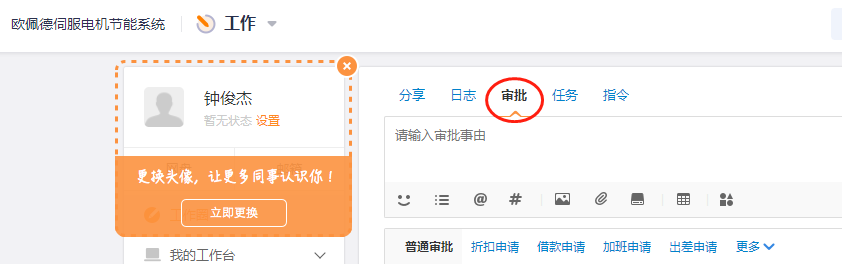 欧佩德伺服电机节能系统 工作
钟俊杰
暂无状态 设置
更换头像，让更多同事认识你！
立即更换
我的工作台
分享 日志 审批 任务 指令
请输入审批事由
普通审批 折扣申请 借款申请 加班申请 出差申请 更多